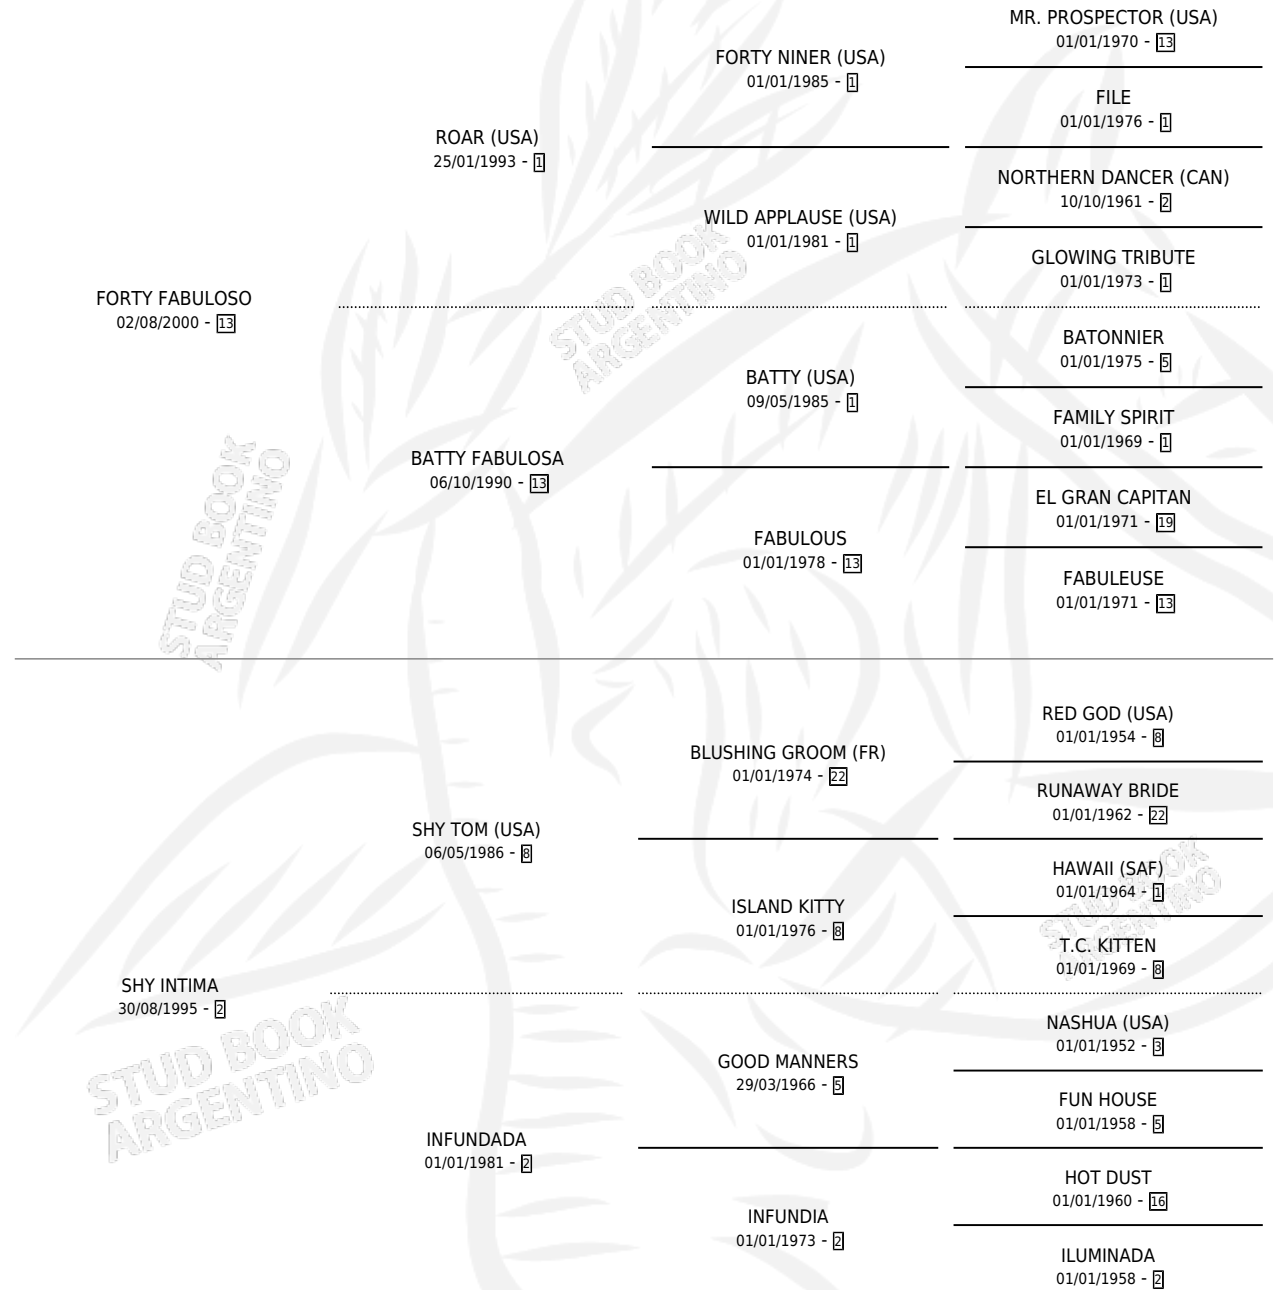 MR. PROSPECTOR (USA)
01/01/1970 - 13
FORTY NINER (USA)
01/01/1985 - 1
FILE
01/01/1976 - 1
ROAR (USA)
25/01/1993 - 1
NORTHERN DANCER (CAN)
10/10/1961 - 2
WILD APPLAUSE (USA)
01/01/1981 - 1
GLOWING TRIBUTE
01/01/1973 - 1
FORTY FABULOSO
02/08/2000 - 13
BATONNIER
01/01/1975 - 5
BATTY (USA)
09/05/1985 - 1
FAMILY SPIRIT
01/01/1969 - 1
BATTY FABULOSA
06/10/1990 - 13
EL GRAN CAPITAN
01/01/1971 - 19
FABULOUS
01/01/1978 - 13
FABULEUSE
01/01/1971 - 13
RED GOD (USA)
01/01/1954 - 8
BLUSHING GROOM (FR)
01/01/1974 - 22
RUNAWAY BRIDE
01/01/1962 - 22
SHY TOM (USA)
06/05/1986 - 8
HAWAII (SAF)
01/01/1964 - 1
ISLAND KITTY
01/01/1976 - 8
T.C. KITTEN
01/01/1969 - 8
SHY INTIMA
30/08/1995 - 2
NASHUA (USA)
01/01/1952 - 3
GOOD MANNERS
29/03/1966 - 5
FUN HOUSE
01/01/1958 - 5
INFUNDADA
01/01/1981 - 2
HOT DUST
01/01/1960 - 16
INFUNDIA
01/01/1973 - 2
ILUMINADA
01/01/1958 - 2
STUD BOOK
ARGENTINO
STUD BOOK
ARGENTINO
STUD BOOK
ARGENTINO
STUD BOOK
ARGENTINO